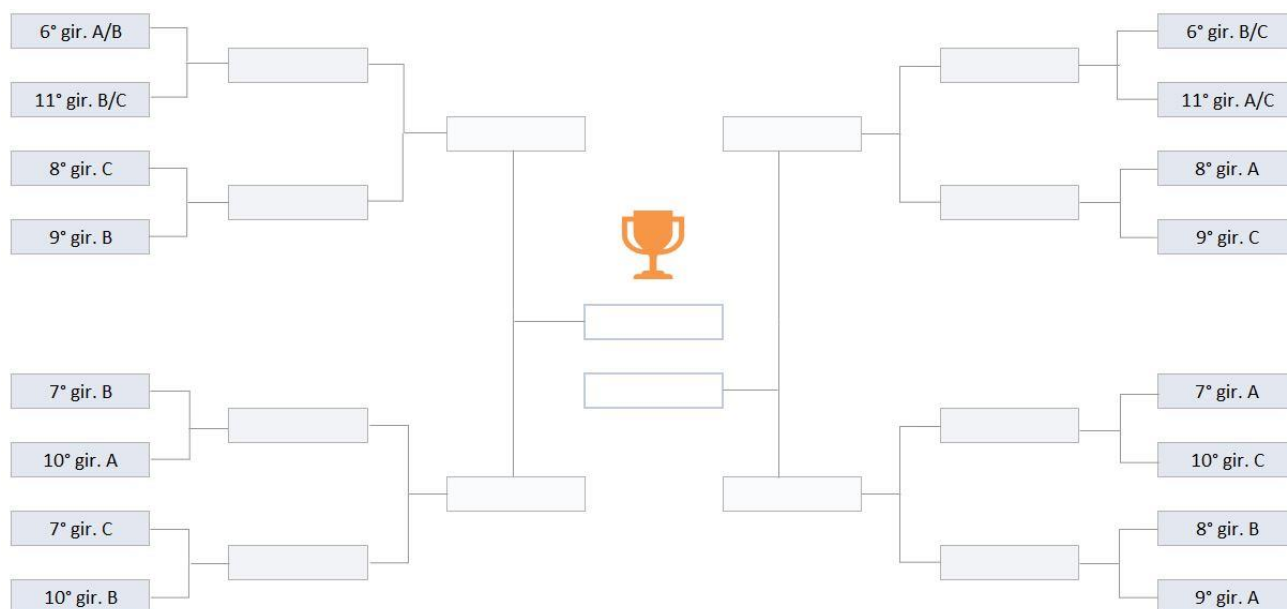 6° gir. A/B
11° gir. B/C
8° gir. C
9° gir. B
7° gir. B
10° gir. A
7° gir. C
10° gir. B
6° gir. B/C
11° gir. A/C
8° gir. A
9° gir. C
7° gir. A
10° gir. C
8° gir. B
9° gir. A